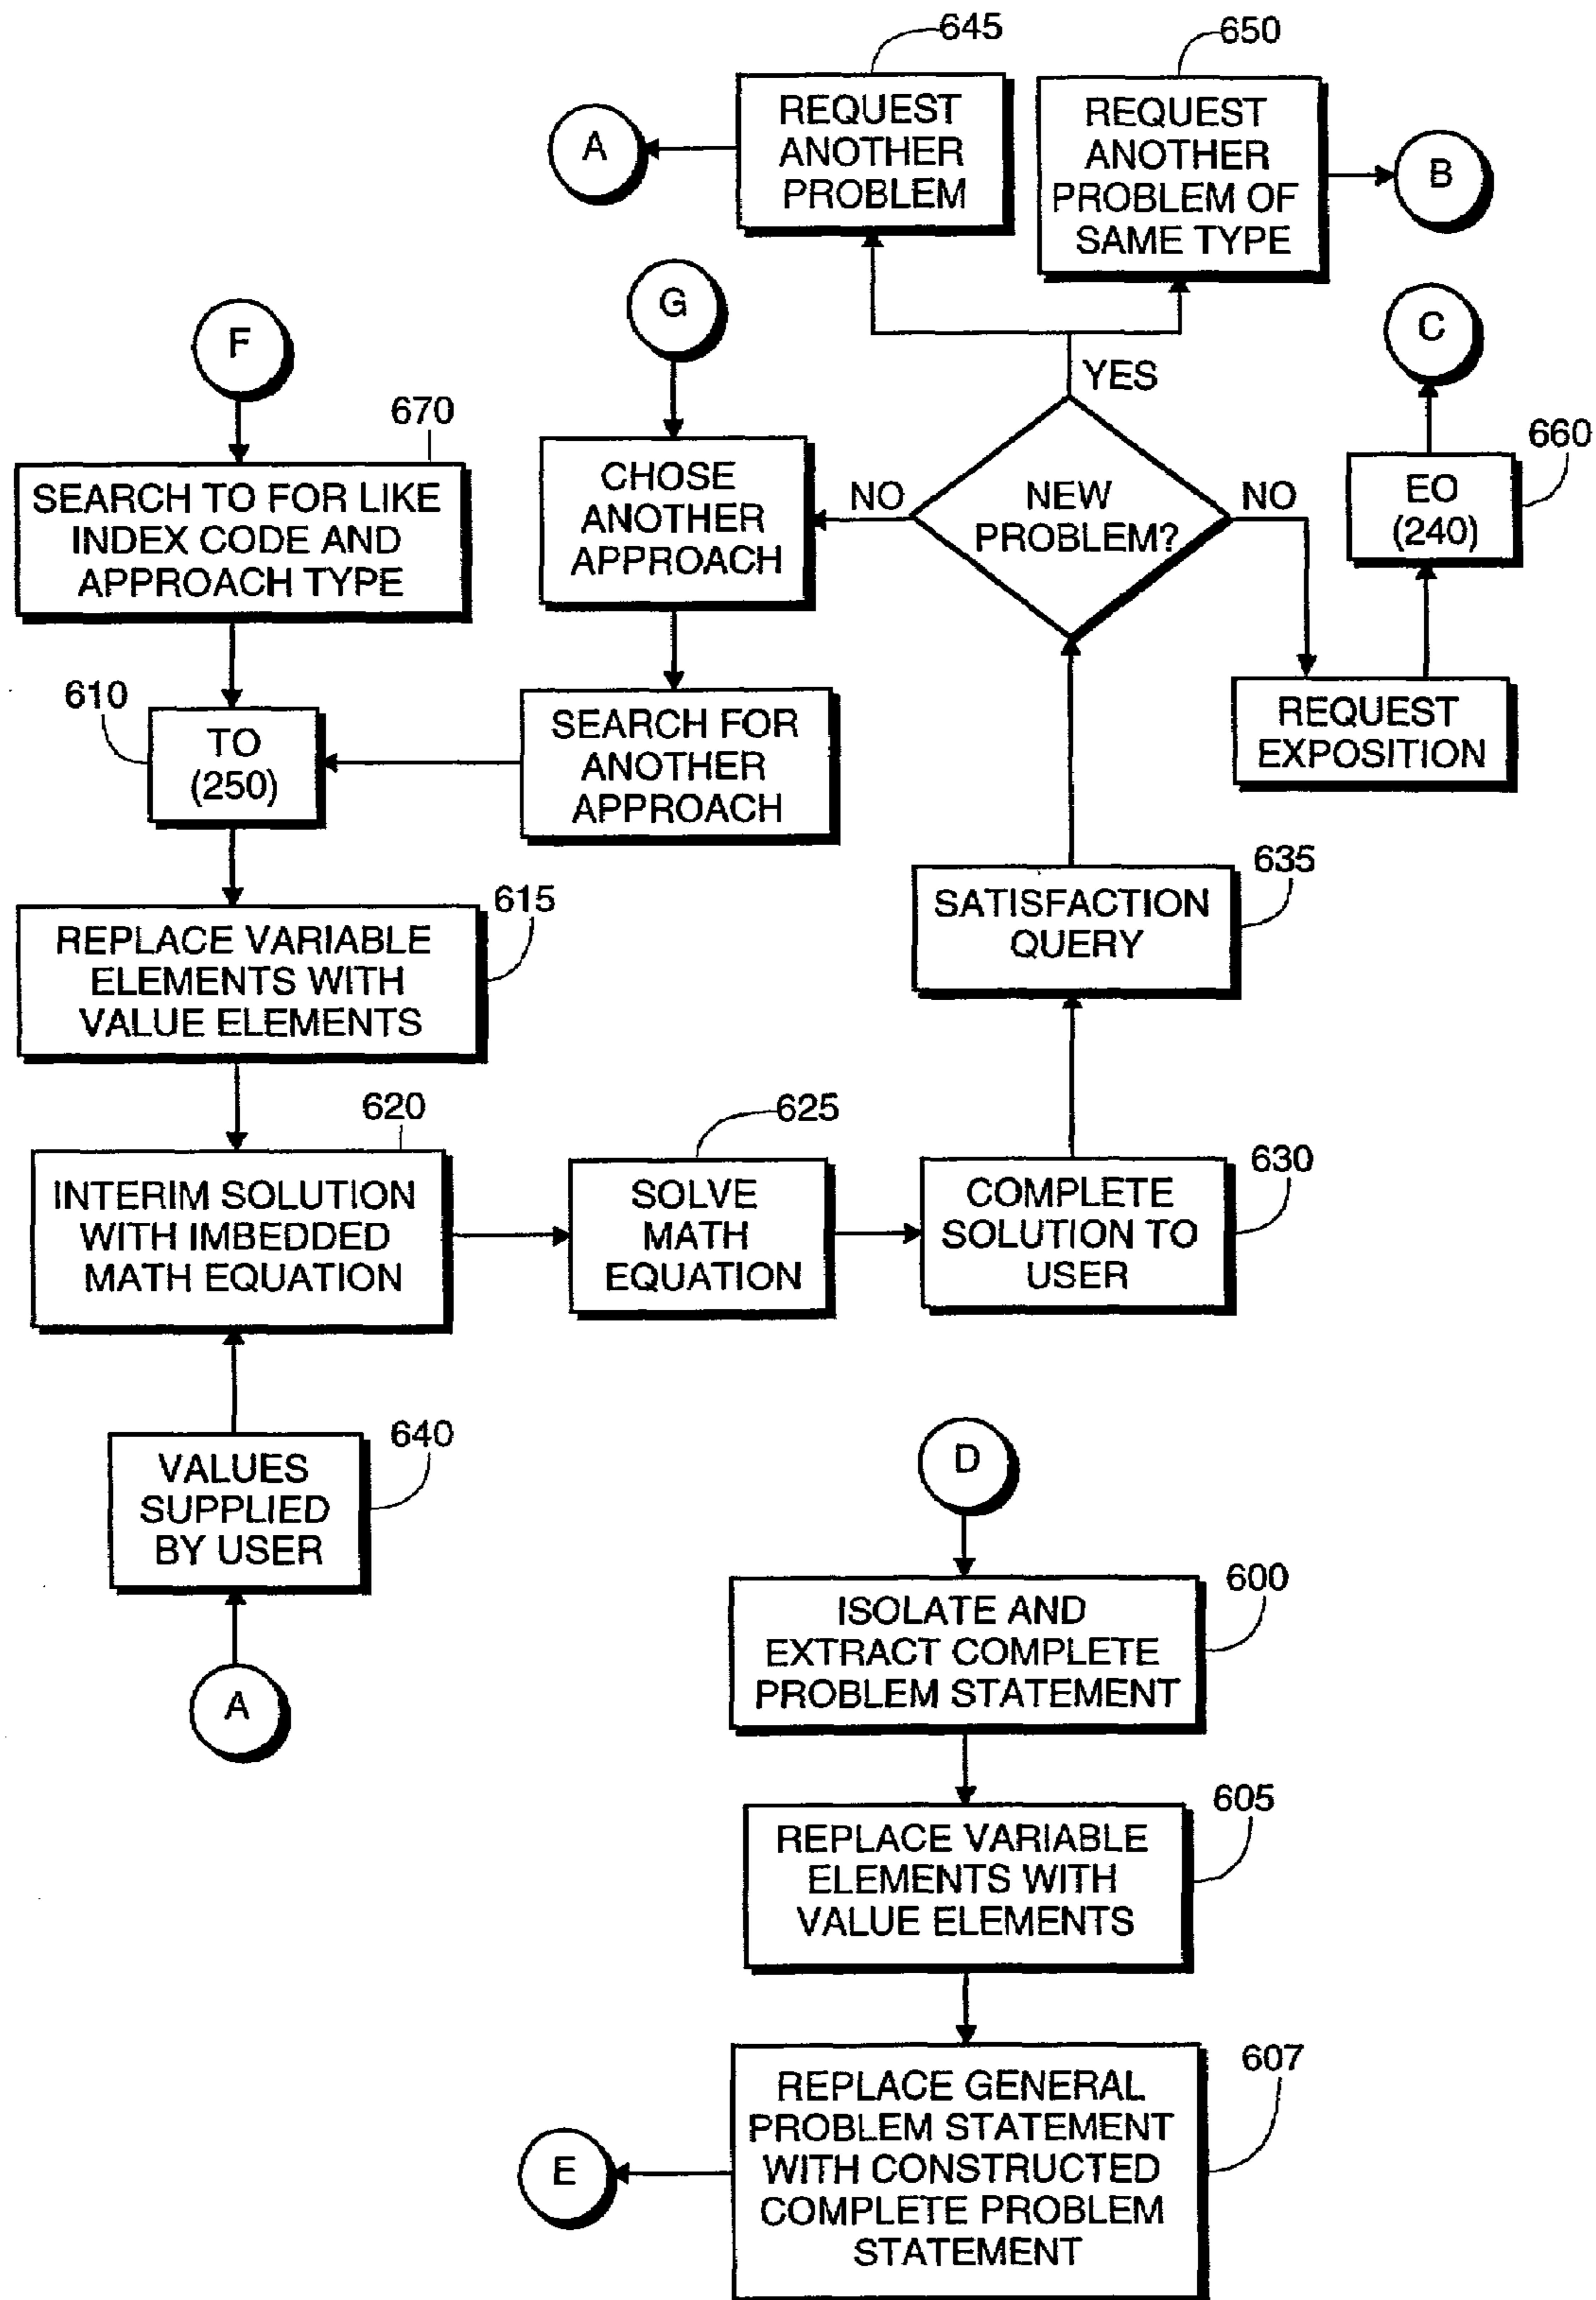 645
650
REQUEST
ANOTHER
PROBLEM
REQUEST
ANOTHER
PROBLEM OF
SAME TYPE
A
B
F
G
C
YES
670
660
SEARCH TO FOR LIKE
INDEX CODE AND
APPROACH TYPE
CHOSE
ANOTHER
APPROACH
NO
NEW
PROBLEM?
NO
EO
(240)
610
TO
(250)
SEARCH FOR
ANOTHER
APPROACH
REQUEST
EXPOSITION
615
REPLACE VARIABLE
ELEMENTS WITH
VALUE ELEMENTS
635
SATISFACTION
QUERY
620
INTERIM SOLUTION
WITH IMBEDDED
MATH EQUATION
625
SOLVE
MATH
EQUATION
630
COMPLETE
SOLUTION TO
USER
640
VALUES
SUPPLIED
BY USER
A
D
600
ISOLATE AND
EXTRACT COMPLETE
PROBLEM STATEMENT
605
REPLACE VARIABLE
ELEMENTS WITH
VALUE ELEMENTS
607
REPLACE GENERAL
PROBLEM STATEMENT
WITH CONSTRUCTED
COMPLETE PROBLEM
STATEMENT
E